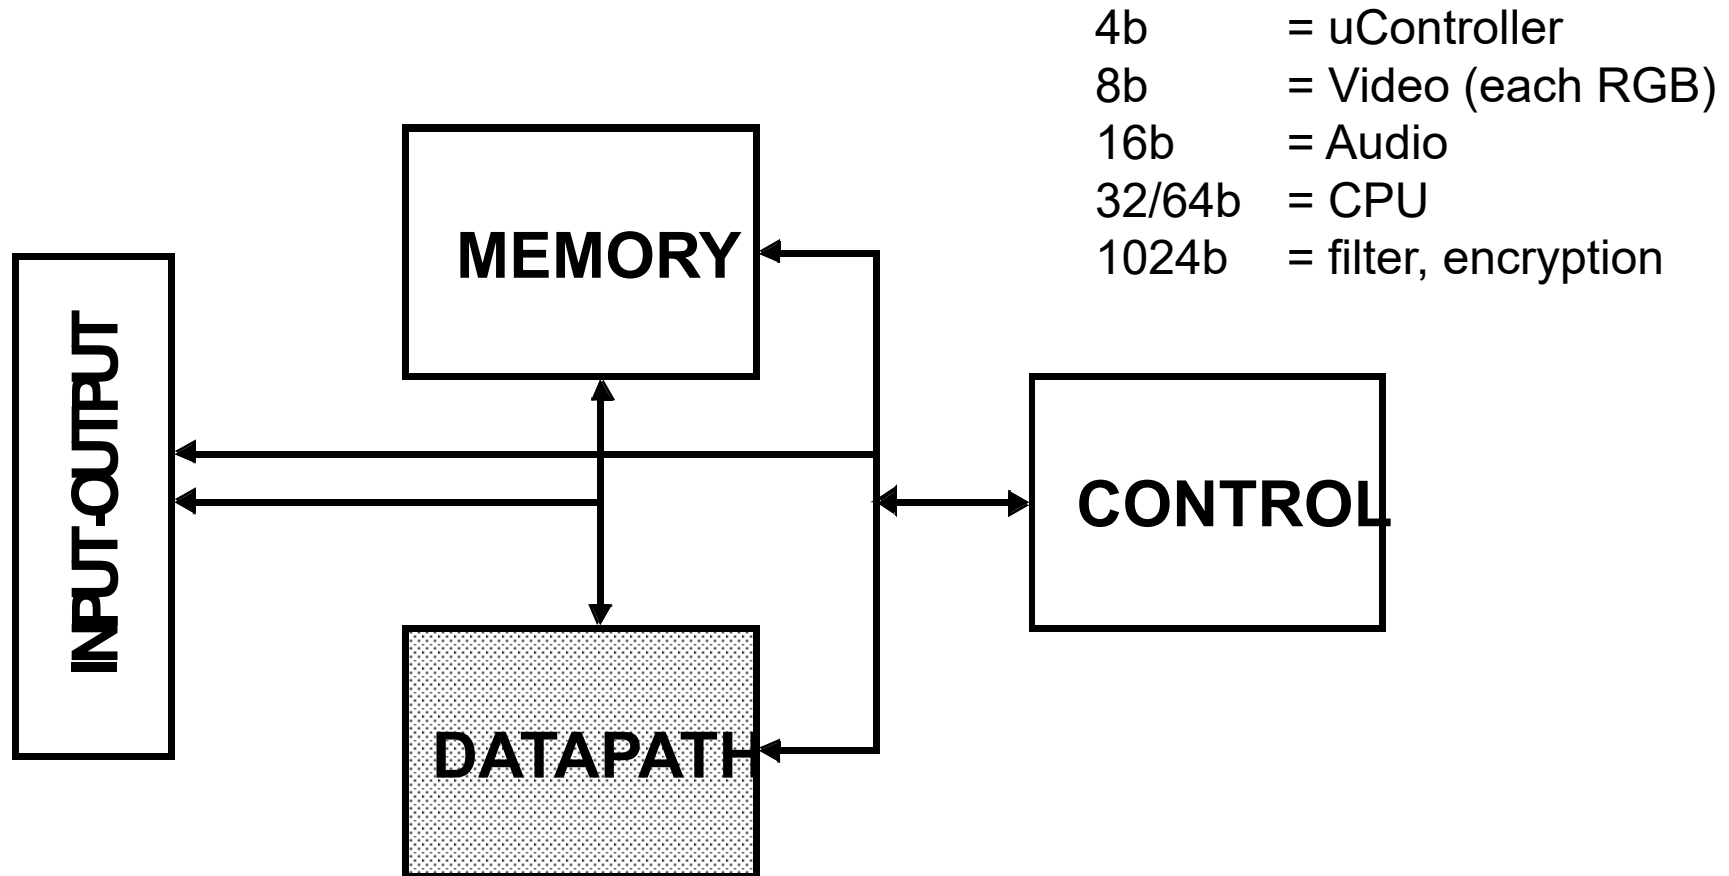 4b = uController
8b = Video (each RGB)
16b = Audio
32/64b = CPU
1024b = filter, encryption
MEMORY
INPUT-OUTPUT
CONTROL
DATAPATH